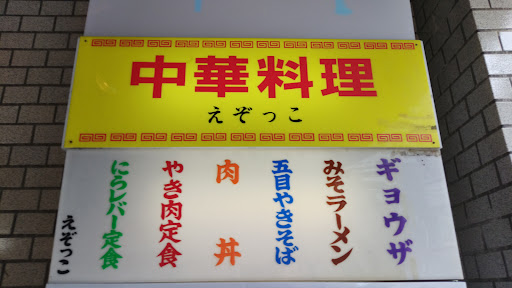 中華料理
えぞっこ
ギョウザ
みそラーメン
五目やきそば
肉丼
やき肉定食
にらレバー定食
えぞっこ